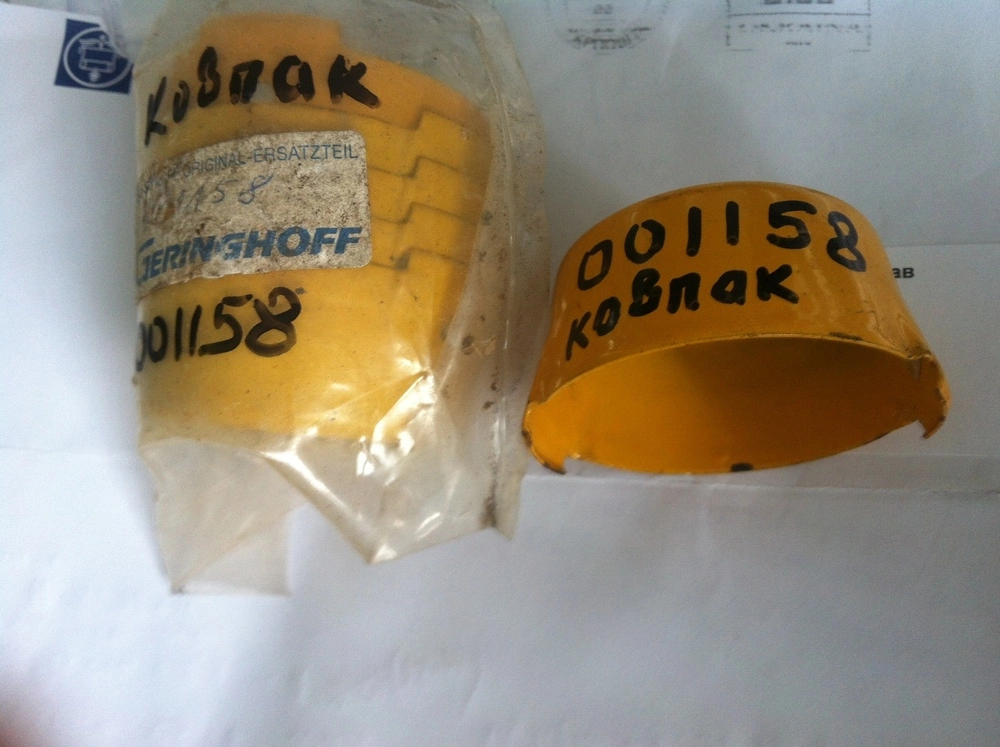 Ковпак
ORIGINAL-ERSATZTEIL
GERINGHOFF
001158
001158
ковпак